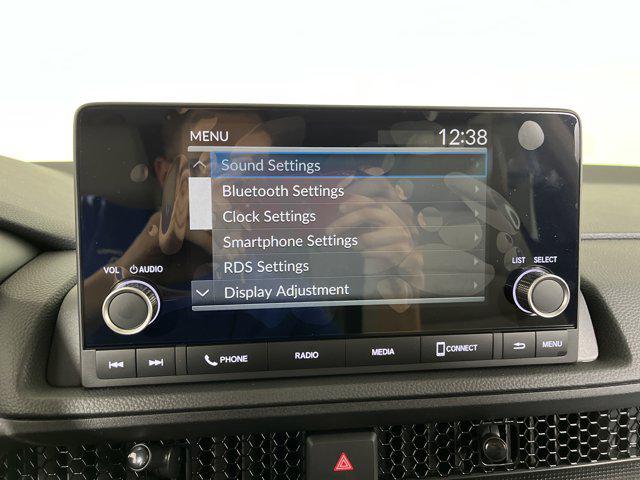 MENU 12:38
Sound Settings
Bluetooth Settings
Clock Settings
Smartphone Settings
RDS Settings
Display Adjustment
VOL AUDIO
LIST SELECT
PHONE RADIO MEDIA CONNECT MENU